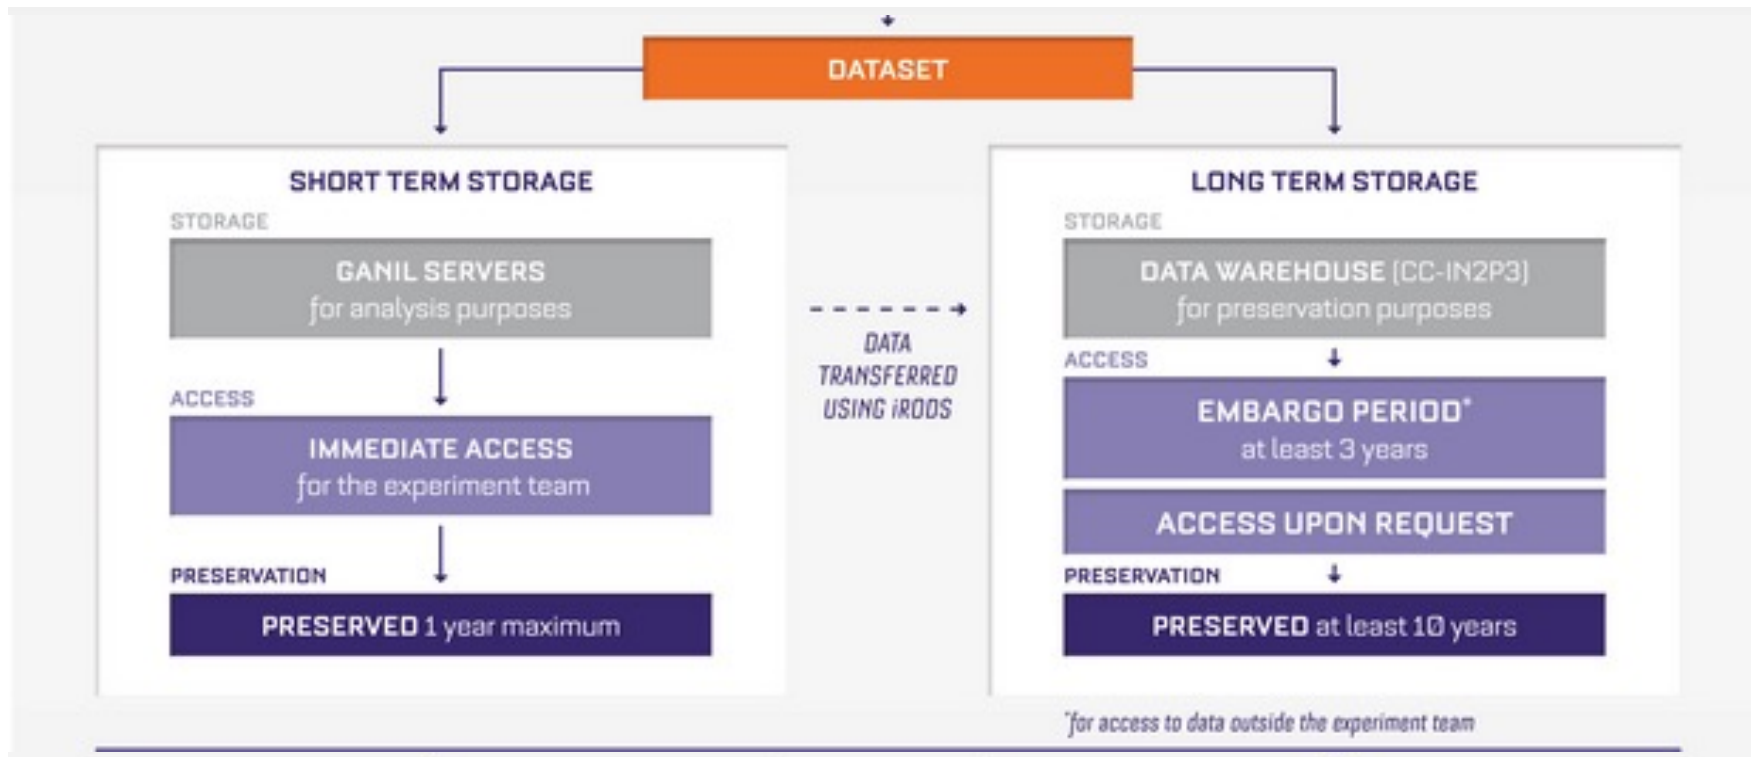 DATASET
SHORT TERM STORAGE
STORAGE
GANIL SERVERS
for analysis purposes
ACCESS
IMMEDIATE ACCESS
for the experiment team
PRESERVATION
PRESERVED 1 year maximum
DATA
TRANSFERRED
USING iRODS
LONG TERM STORAGE
STORAGE
DATA WAREHOUSE (CC-IN2P3)
for preservation purposes
ACCESS
EMBARGO PERIOD*
at least 3 years
ACCESS UPON REQUEST
PRESERVATION
PRESERVED at least 10 years
*for access to data outside the experiment team